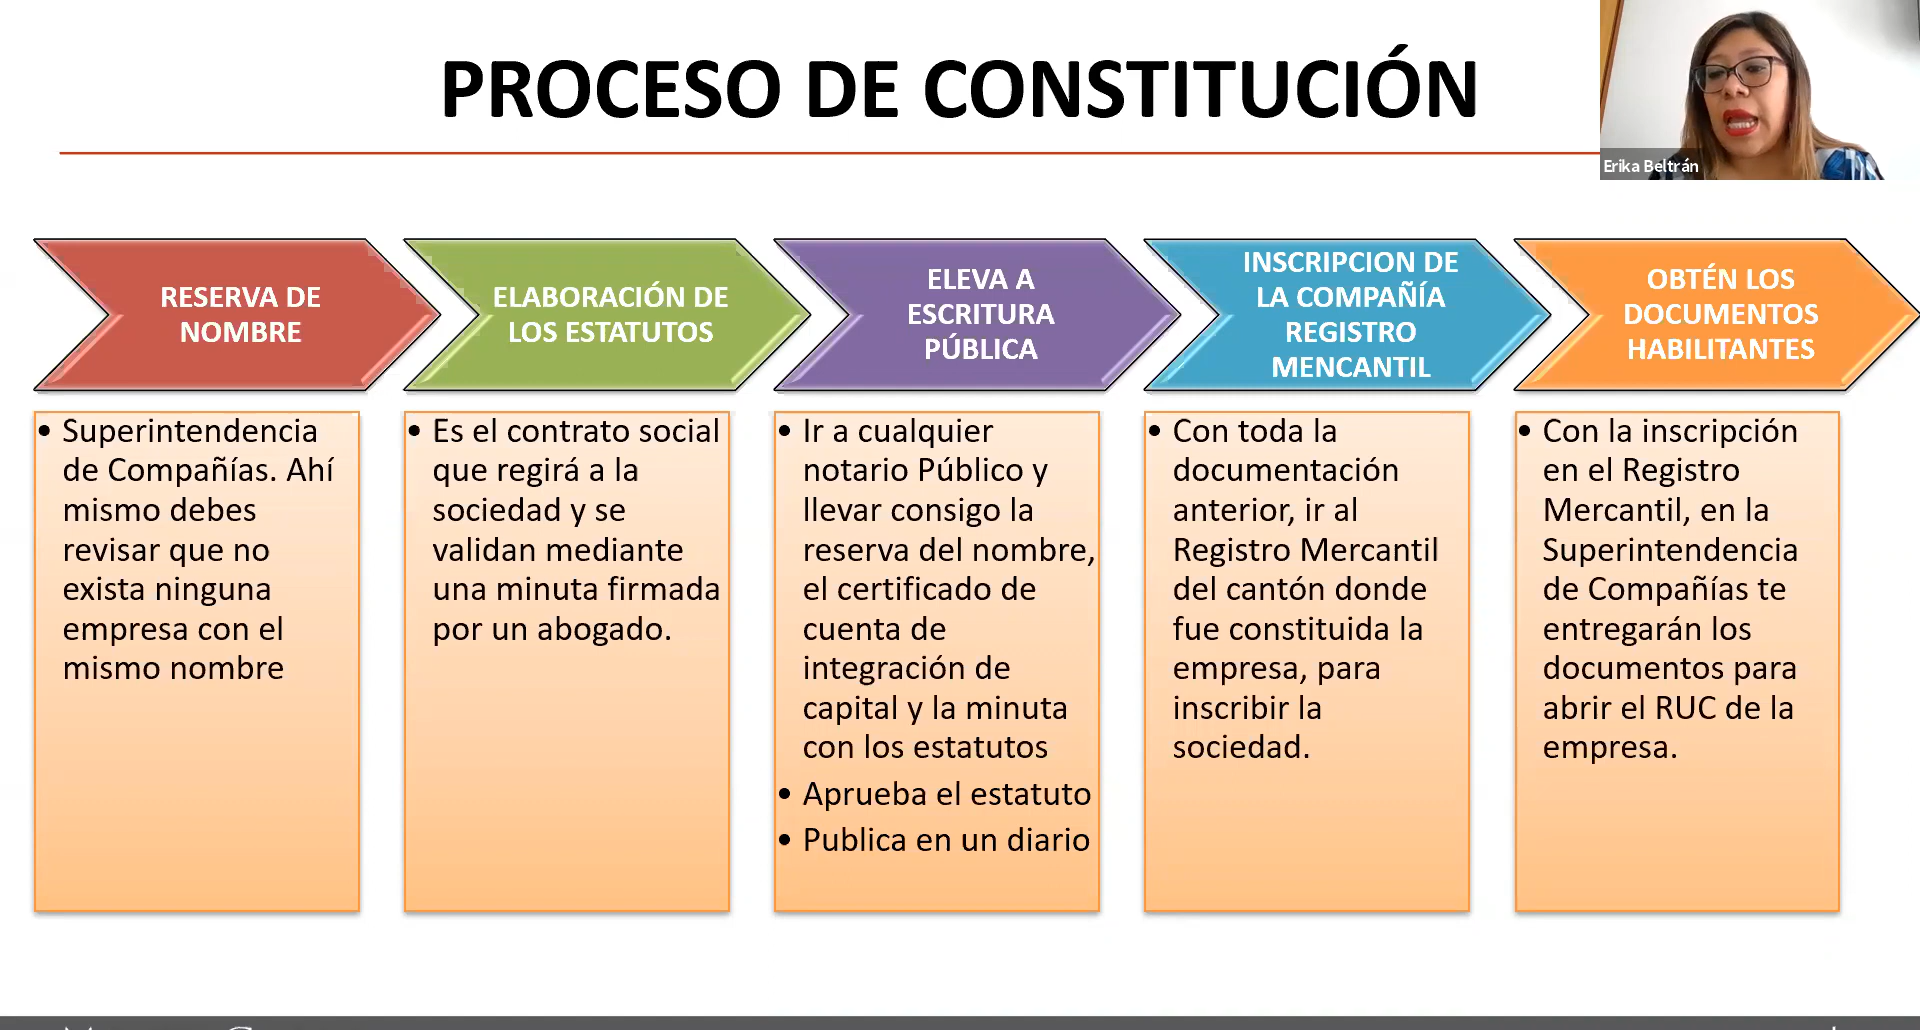 PROCESO DE CONSTITUCIÓN
Erika Beltrán
RESERVA DE
NOMBRE
• Superintendencia
de Compañías. Ahí
mismo debes
revisar que no
exista ninguna
empresa con el
mismo nombre
ELABORACIÓN DE
LOS ESTATUTOS
• Es el contrato social
que regirá a la
sociedad y se
validan mediante
una minuta firmada
por un abogado.
ELEVA A
ESCRITURA
PÚBLICA
• Ir a cualquier
notario Público y
llevar consigo la
reserva del nombre,
el certificado de
cuenta de
integración de
capital y la minuta
con los estatutos
• Aprueba el estatuto
• Publica en un diario
INSCRIPCION DE
LA COMPAÑÍA
REGISTRO
MENCANTIL
• Con toda la
documentación
anterior, ir al
Registro Mercantil
del cantón donde
fue constituida la
empresa, para
inscribir la
sociedad.
OBTÉN LOS
DOCUMENTOS
HABILITANTES
• Con la inscripción
en el Registro
Mercantil, en la
Superintendencia
de Compañías te
entregarán los
documentos para
abrir el RUC de la
empresa.